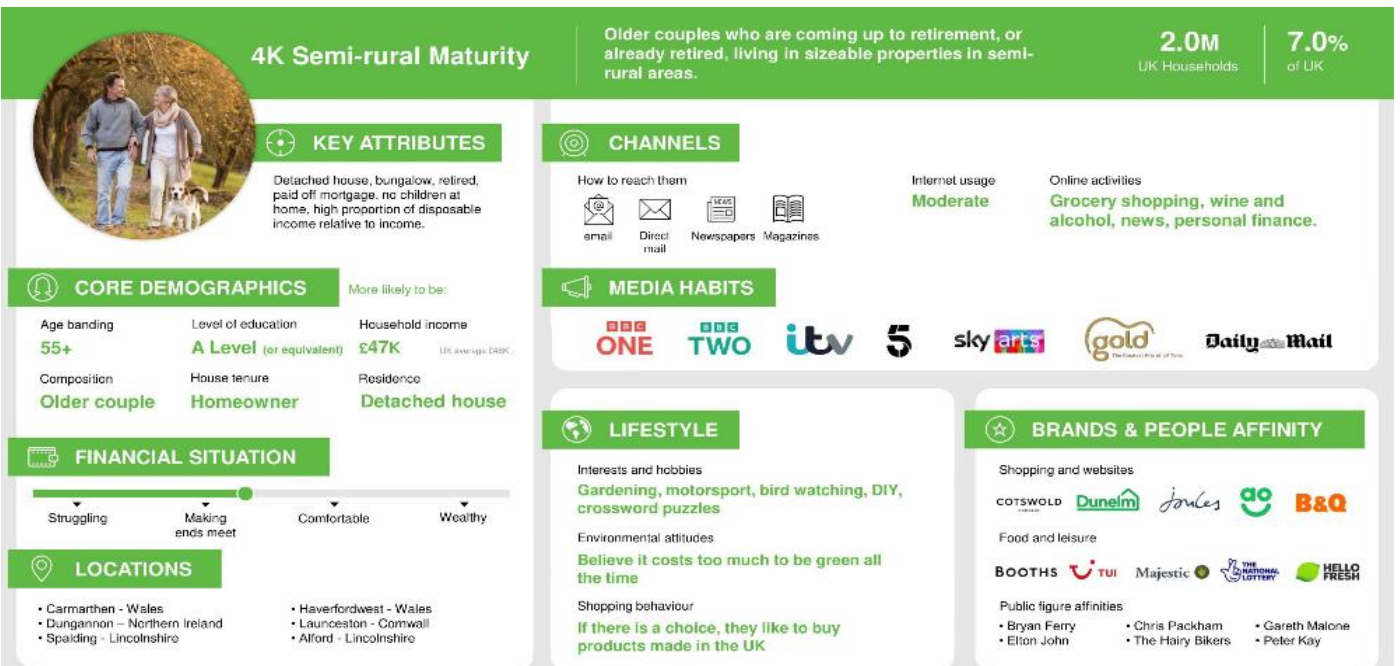 4K Semi-rural Maturity
Older couples who are coming up to retirement, or
already retired, living in sizeable properties in semi-
rural areas.
2.0M
UK Households
7.0%
of UK
KEY ATTRIBUTES
Detached house, bungalow, retired,
paid off mortgage, no children at
home, high proportion of disposable
income relative to income.
CORE DEMOGRAPHICS
More likely to be:
Age banding
55+
Level of education
A Level (or equivalent)
Household income
£47K
UK average
Composition
Older couple
House tenure
Homeowner
Residence
Detached house
FINANCIAL SITUATION
Struggling
Making
ends meet
Comfortable
Wealthy
LOCATIONS
• Carmarthen - Wales
• Dungannon – Northern Ireland
• Spalding - Lincolnshire
• Haverfordwest - Wales
• Launceston - Cornwall
• Alford - Lincolnshire
CHANNELS
How to reach them
NEWS
email
Direct
mail
Newspapers
Magazines
Internet usage
Moderate
Online activities
Grocery shopping, wine and
alcohol, news, personal finance.
MEDIA HABITS
BBC
ONE
BBC
TWO
itv
5
sky arts
gold
Daily Mail
LIFESTYLE
Interests and hobbies
Gardening, motorsport, bird watching, DIY,
crossword puzzles
Environmental attitudes
Believe it costs too much to be green all
the time
Shopping behaviour
If there is a choice, they like to buy
products made in the UK
BRANDS & PEOPLE AFFINITY
Shopping and websites
COTSWOLD
Dunelm
Joules
ao
B&Q
Food and leisure
BOOTHS
TUI
Majestic
THE
NATIONAL
LOTTERY
HELLO
FRESH
Public figure affinities
• Bryan Ferry
• Elton John
• Chris Packham
• The Hairy Bikers
• Gareth Malone
• Peter Kay